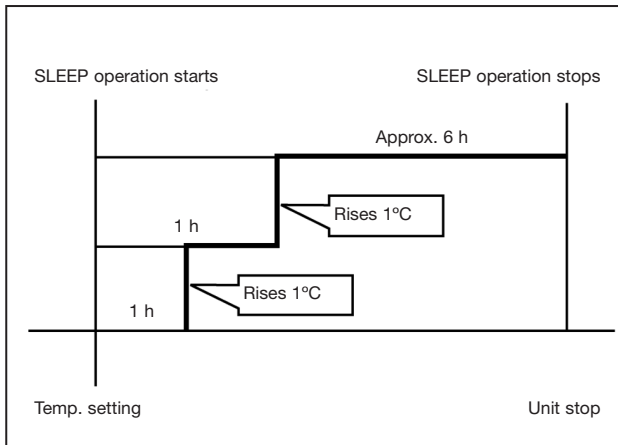 SLEEP operation starts
SLEEP operation stops
Approx. 6 h
Rises 1ºC
1 h
Rises 1ºC
1 h
Temp. setting
Unit stop